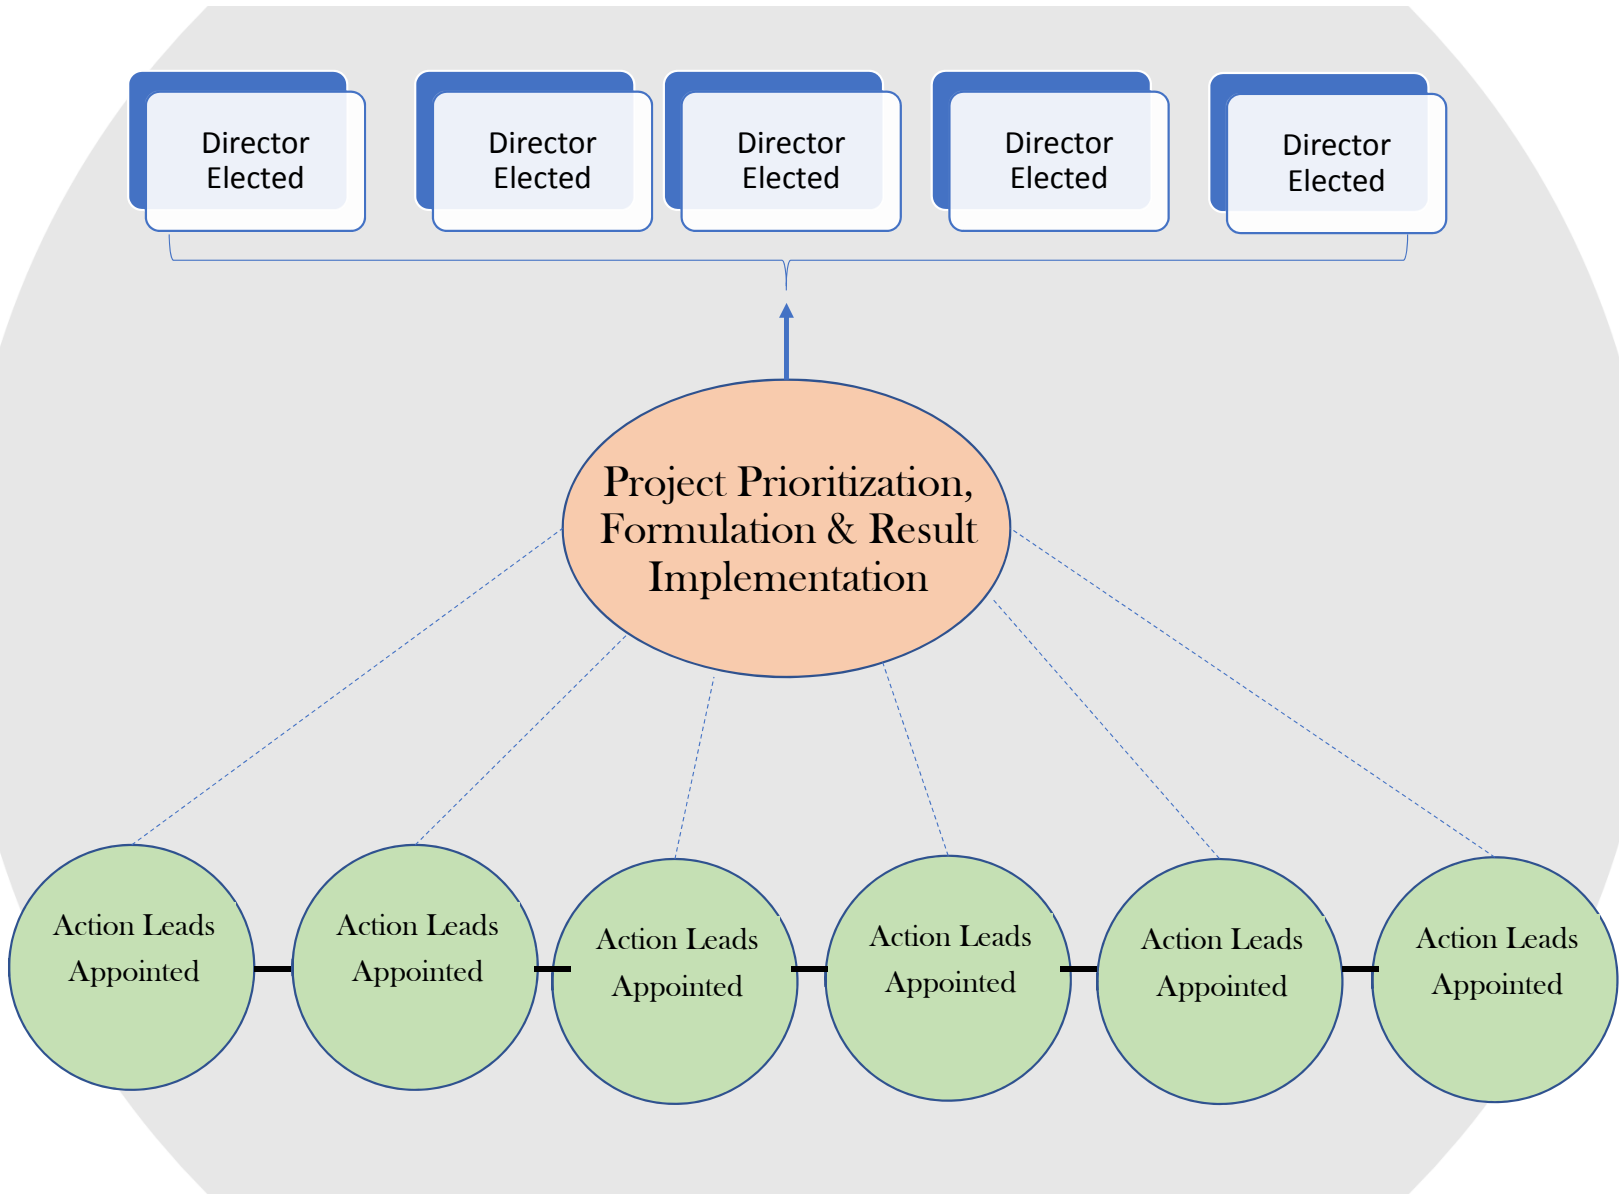 Director
Elected
Director
Elected
Director
Elected
Director
Elected
Director
Elected
Project Prioritization,
Formulation & Result
Implementation
Action Leads
Appointed
Action Leads
Appointed
Action Leads
Appointed
Action Leads
Appointed
Action Leads
Appointed
Action Leads
Appointed